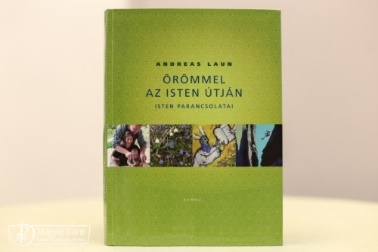 ANDREAS LAUN
ÖRÖMMEL
AZ ISTEN ÚTJÁN
ISTEN PARANCSOLATAI